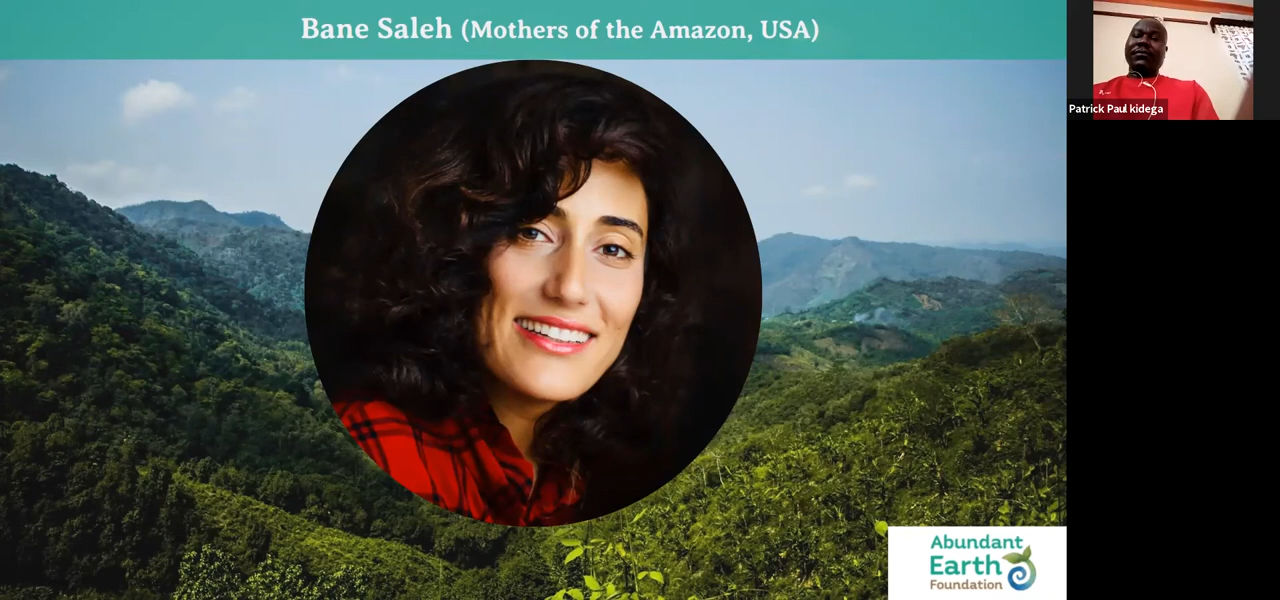 Bane Saleh (Mothers of the Amazon, USA)
Patrick Paul kidega
Abundant
Earth
Foundation